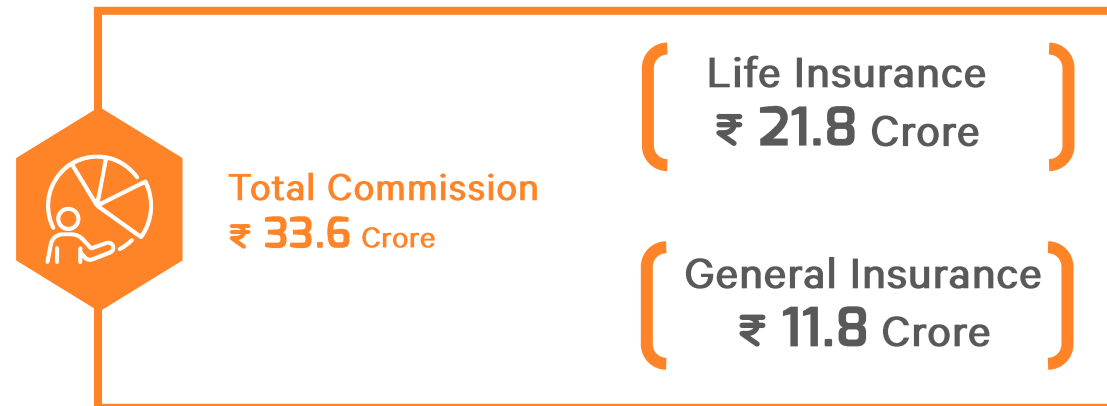 Total Commission
₹ 33.6 Crore
Life Insurance
₹ 21.8 Crore
General Insurance
₹ 11.8 Crore